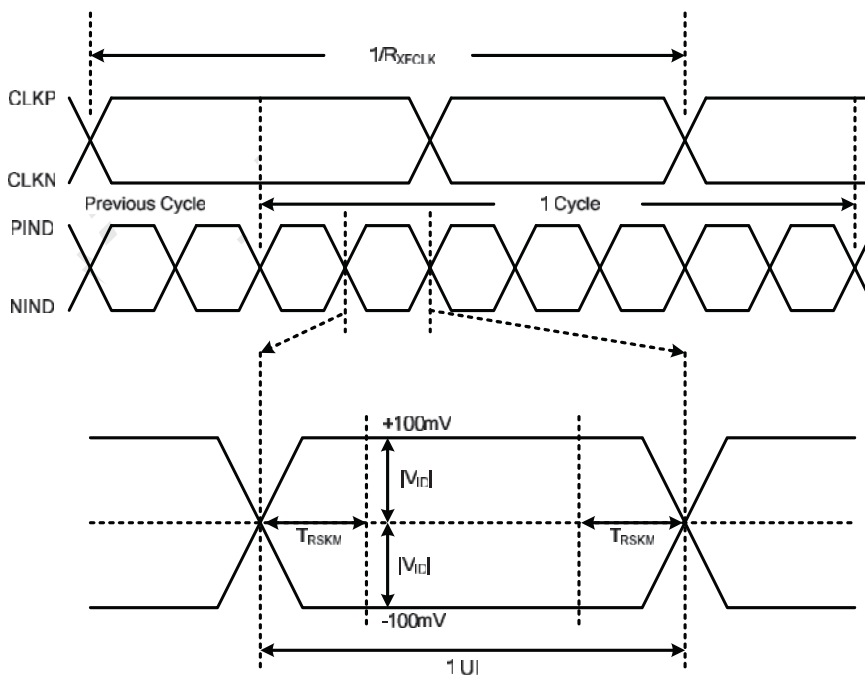 1/RXFCLK
CLKP
CLKN
Previous Cycle
1 Cycle
PIND
NIND
+100mV
|VID|
TRSKM
TRSKM
|VID|
-100mV
1 UI